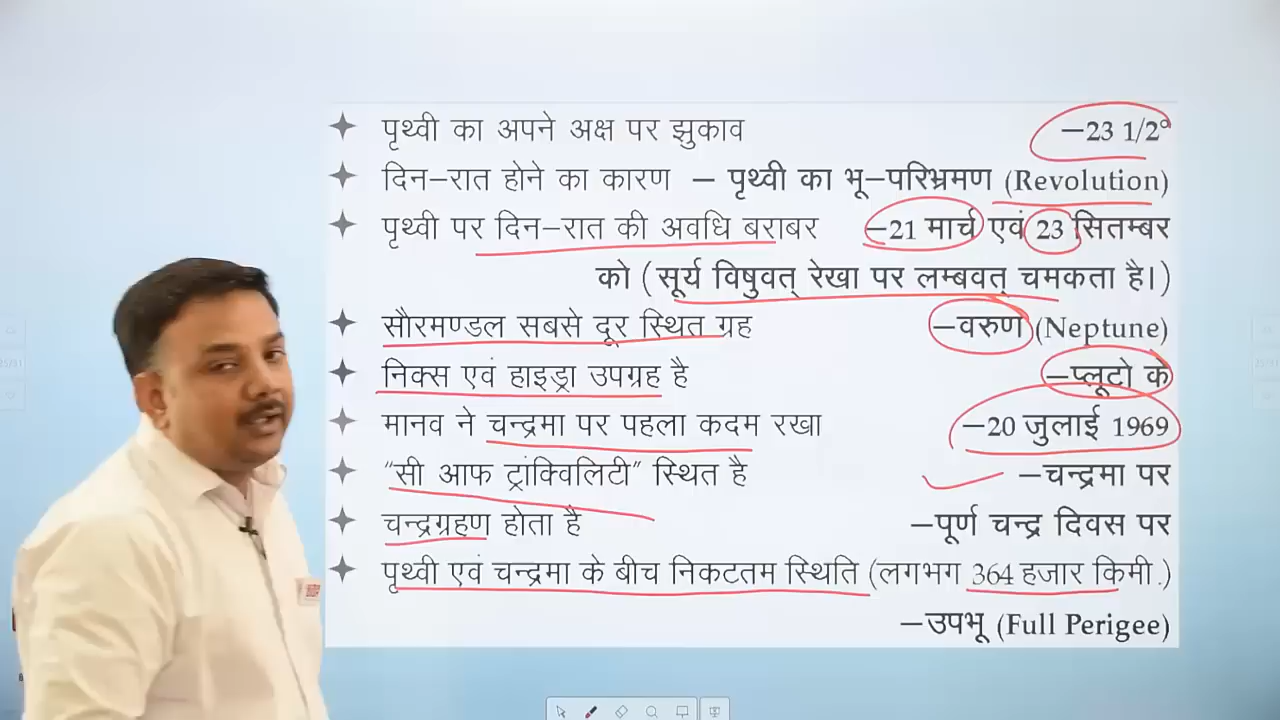 पृथ्वी का अपने अक्ष पर झुकाव –23 1/2°
दिन–रात होने का कारण – पृथ्वी का भू–परिभ्रमण (Revolution)
पृथ्वी पर दिन–रात की अवधि बराबर –21 मार्च एवं 23 सितम्बर
को (सूर्य विषुवत् रेखा पर लम्बवत् चमकता है।)
सौरमण्डल सबसे दूर स्थित ग्रह –वरुण (Neptune)
निक्स एवं हाइड्रा उपग्रह है –प्लूटो के
मानव ने चन्द्रमा पर पहला कदम रखा –20 जुलाई 1969
“सी आफ ट्रांक्विलिटी” स्थित है –चन्द्रमा पर
चन्द्रग्रहण होता है –पूर्ण चन्द्र दिवस पर
पृथ्वी एवं चन्द्रमा के बीच निकटतम स्थिति (लगभग 364 हजार किमी.)
–उपभू (Full Perigee)